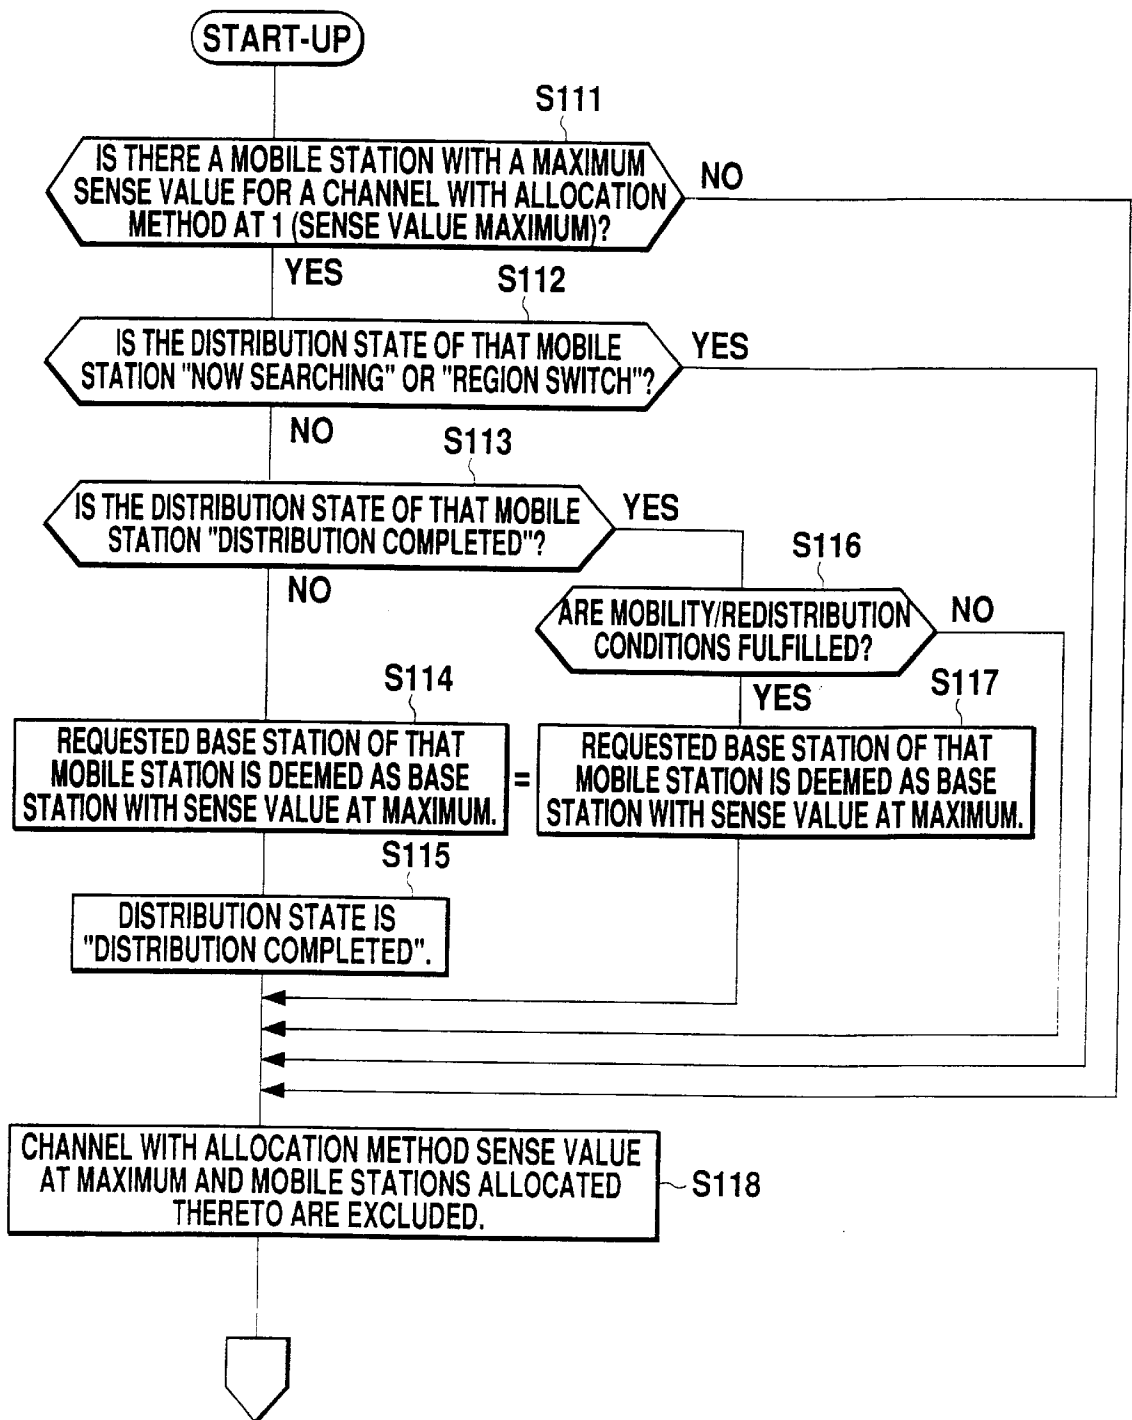 START-UP
S111
IS THERE A MOBILE STATION WITH A MAXIMUM
SENSE VALUE FOR A CHANNEL WITH ALLOCATION
METHOD AT 1 (SENSE VALUE MAXIMUM)?
NO
YES
S112
IS THE DISTRIBUTION STATE OF THAT MOBILE
STATION "NOW SEARCHING" OR "REGION SWITCH"?
YES
NO
S113
IS THE DISTRIBUTION STATE OF THAT MOBILE
STATION "DISTRIBUTION COMPLETED"?
YES
NO
S116
ARE MOBILITY/REDISTRIBUTION
CONDITIONS FULFILLED?
NO
YES
S114
REQUESTED BASE STATION OF THAT
MOBILE STATION IS DEEMED AS BASE
STATION WITH SENSE VALUE AT MAXIMUM.
=
S117
REQUESTED BASE STATION OF THAT
MOBILE STATION IS DEEMED AS BASE
STATION WITH SENSE VALUE AT MAXIMUM.
S115
DISTRIBUTION STATE IS
"DISTRIBUTION COMPLETED".
CHANNEL WITH ALLOCATION METHOD SENSE VALUE
AT MAXIMUM AND MOBILE STATIONS ALLOCATED
THERETO ARE EXCLUDED.
S118